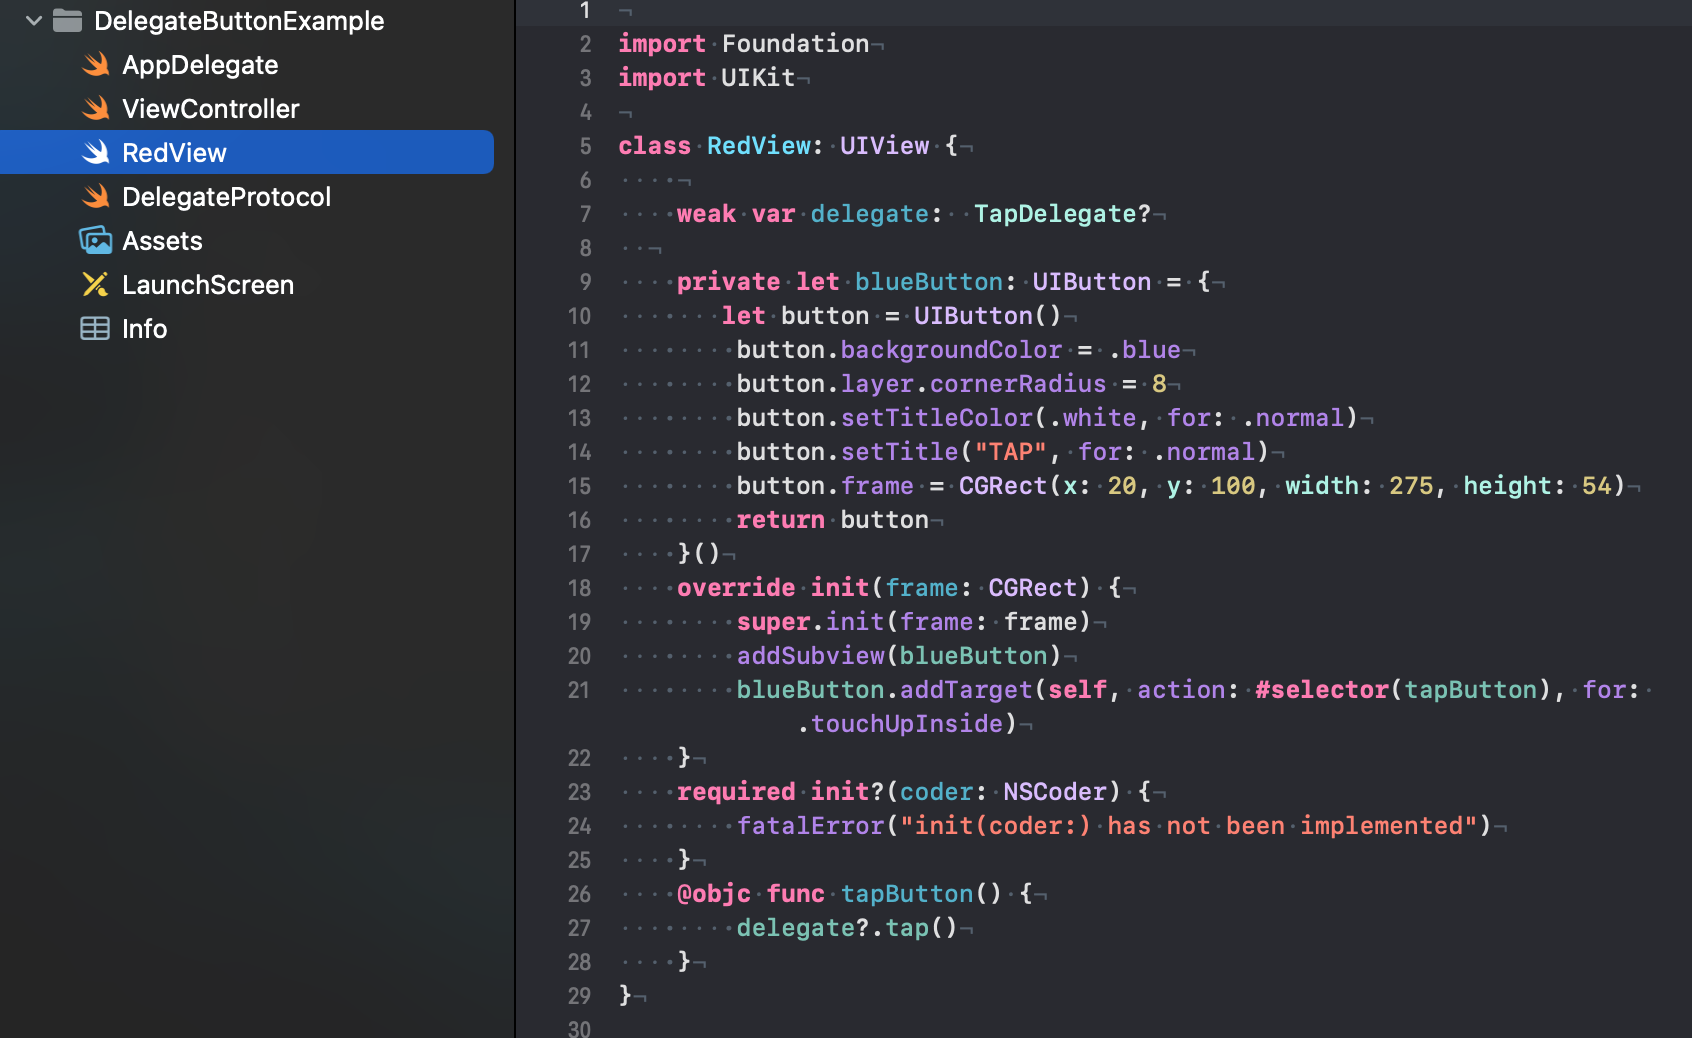 DelegateButtonExample
AppDelegate
ViewController
RedView
DelegateProtocol
Assets
LaunchScreen
Info
1
2 import Foundation
3 import UIKit
4
5 class RedView: UIView {
6
7     weak var delegate:  TapDelegate?
8
9     private let blueButton: UIButton = {
10        let button = UIButton()
11         button.backgroundColor = .blue
12         button.layer.cornerRadius = 8
13         button.setTitleColor(.white, for: .normal)
14         button.setTitle("TAP", for: .normal)
15         button.frame = CGRect(x: 20, y: 100, width: 275, height: 54)
16         return button
17     }()
18     override init(frame: CGRect) {
19         super.init(frame: frame)
20         addSubview(blueButton)
21         blueButton.addTarget(self, action: #selector(tapButton), for:
.touchUpInside)
22     }
23     required init?(coder: NSCoder) {
24         fatalError("init(coder:) has not been implemented")
25     }
26     @objc func tapButton() {
27         delegate?.tap()
28     }
29 }
30